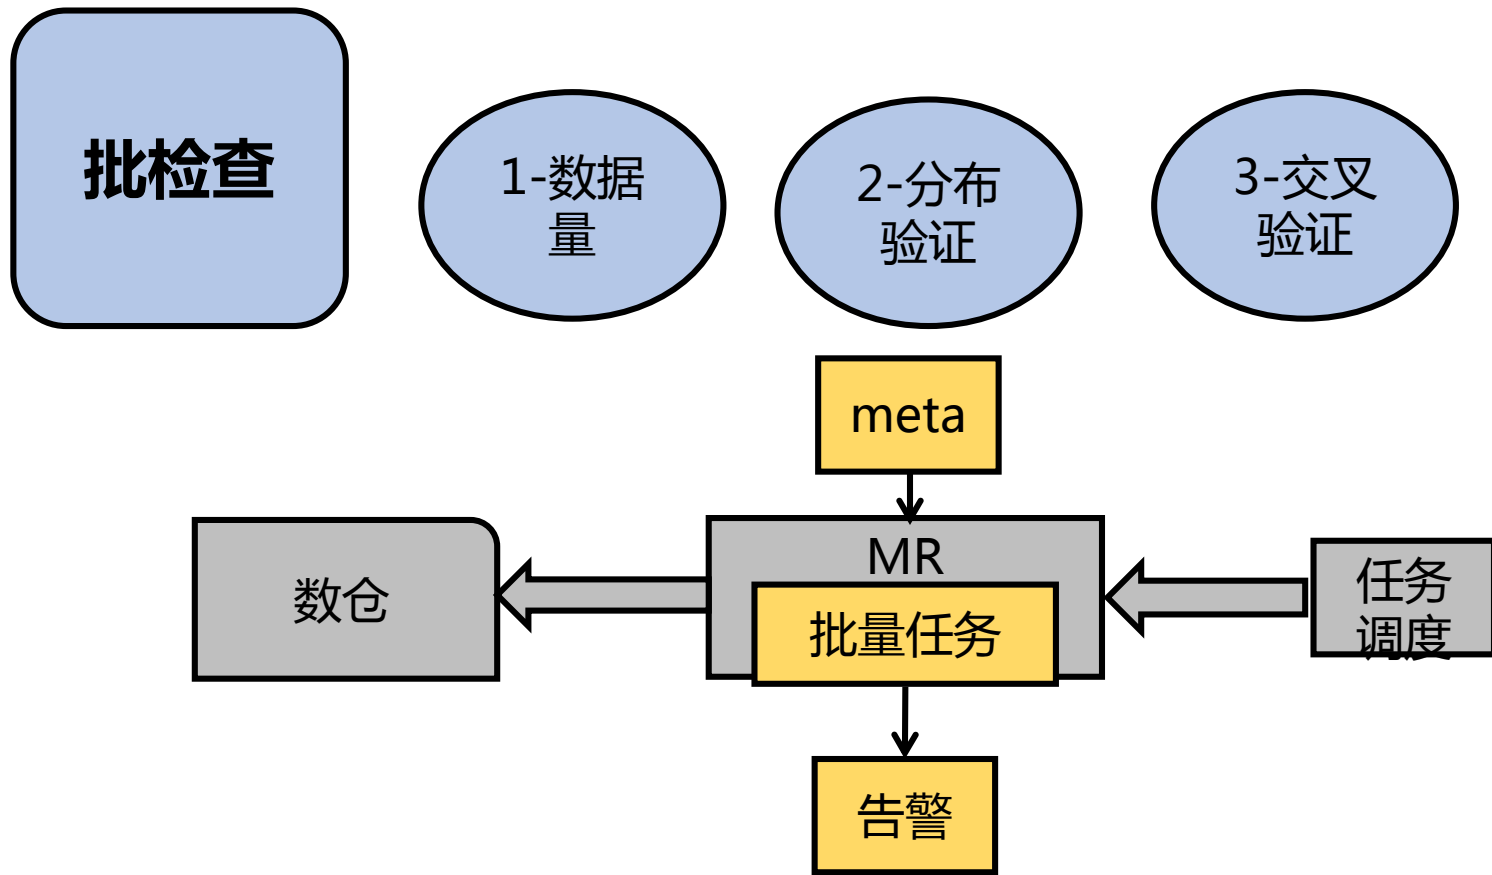 批检查
1-数据
量
2-分布
验证
3-交叉
验证
meta
MR
批量任务
数仓
任务
调度
告警